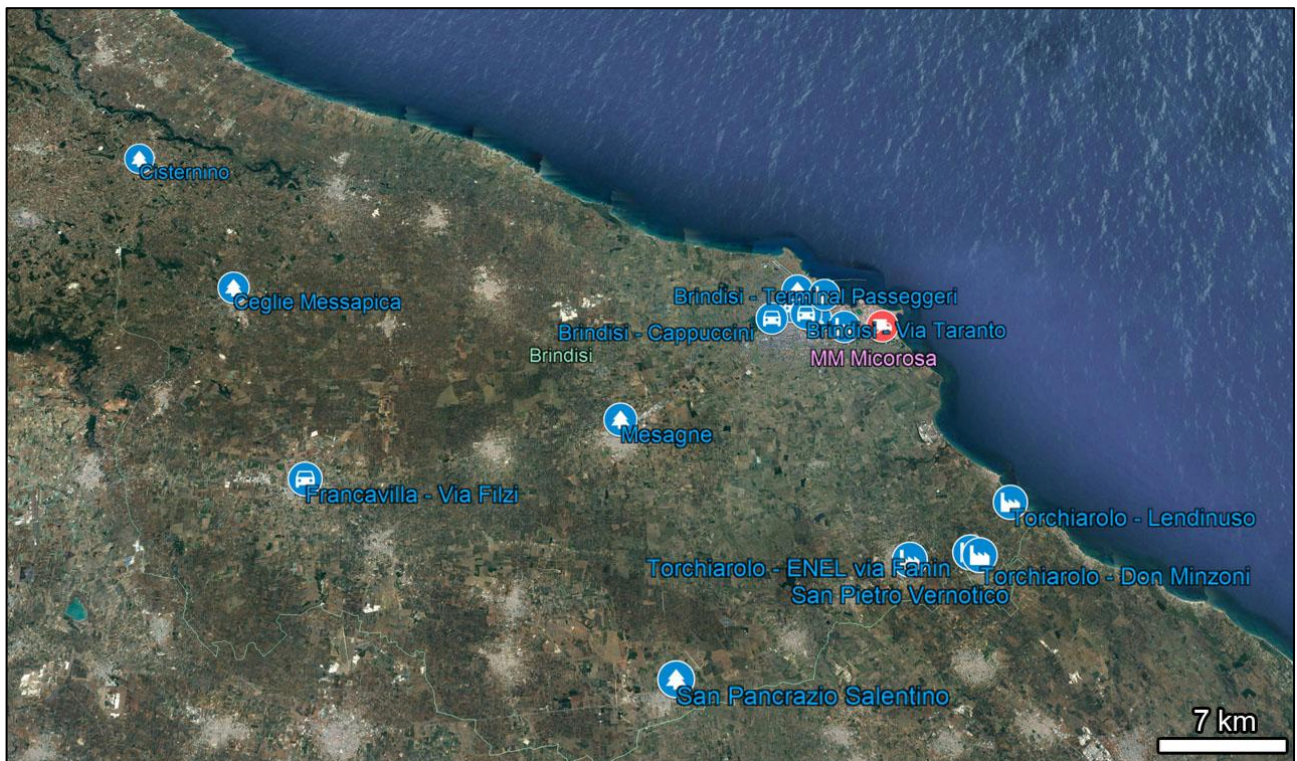 Cisternino
Ceglie Messapica
Brindisi - Terminal Passeggeri
Brindisi - Cappuccini
Brindisi - Via Taranto
Brindisi
MM Micorosa
Mesagne
Francavilla - Via Filzi
Torchiarolo - Lendinuso
Torchiarolo - ENEL via Fanin
Torchiarolo - Don Minzoni
San Pietro Vernotico
San Pancrazio Salentino
7 km